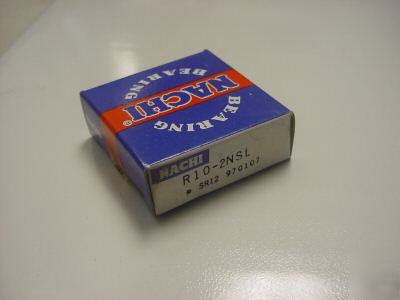 BEARING
NACHI®
BEARING
NACHI
R10-2NSL
* SR12 970107